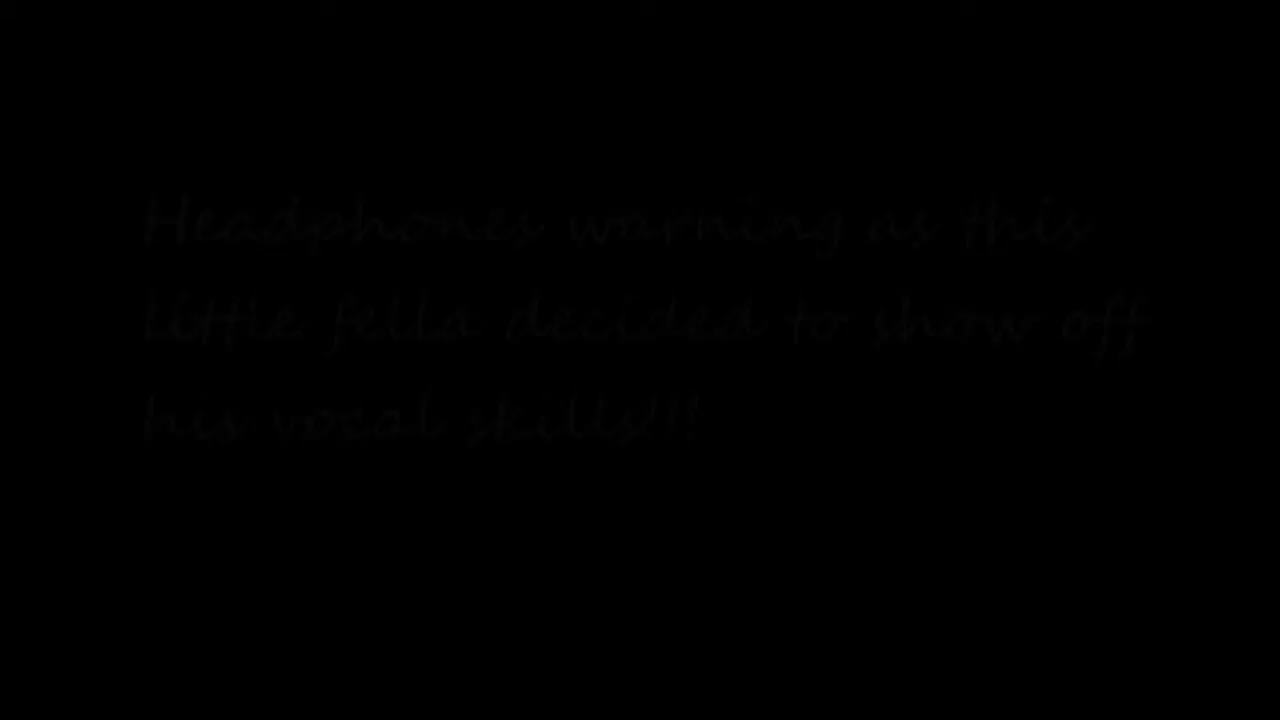 Headphones warning as this
little fella decided to show off
his vocal skills!!!